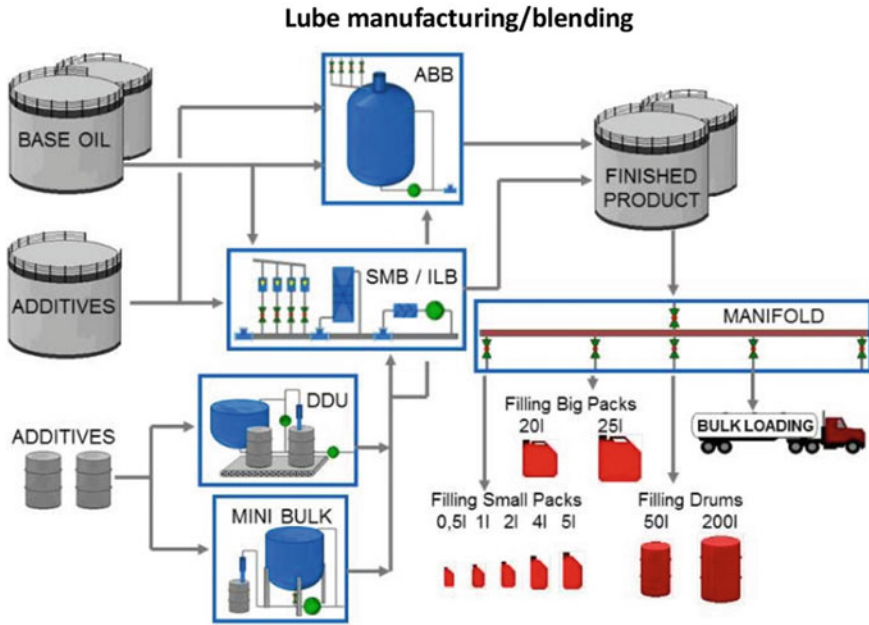 Lube manufacturing/blending
ABB
BASE OIL
FINISHED
PRODUCT
SMB / ILB
ADDITIVES
MANIFOLD
DDU
Filling Big Packs
20l 25l
BULK LOADING
ADDITIVES
MINI BULK
Filling Small Packs
0,5l 1l 2l 4l 5l
Filling Drums
50l 200l